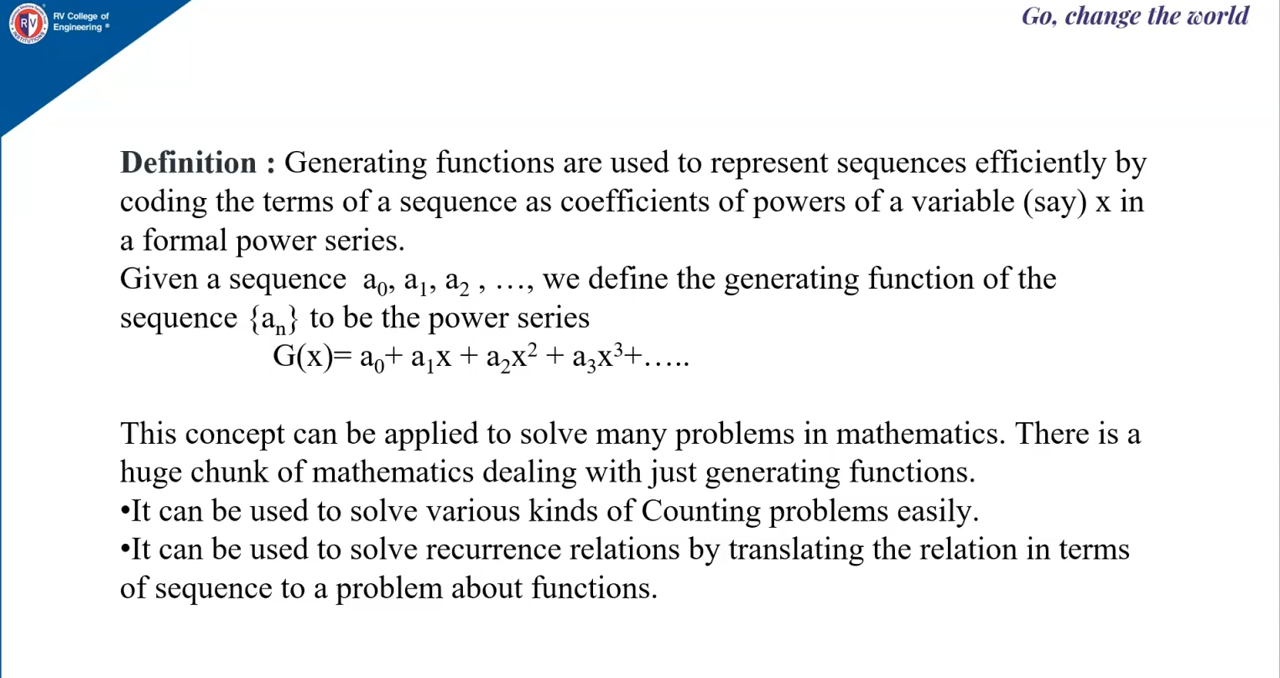 RV College of
Engineering ®
Go, change the world
Definition : Generating functions are used to represent sequences efficiently by
coding the terms of a sequence as coefficients of powers of a variable (say) x in
a formal power series.
Given a sequence a₀, a₁, a₂ , …, we define the generating function of the
sequence {aₙ} to be the power series
G(x)= a₀+ a₁x + a₂x² + a₃x³+…..
This concept can be applied to solve many problems in mathematics. There is a
huge chunk of mathematics dealing with just generating functions.
•It can be used to solve various kinds of Counting problems easily.
•It can be used to solve recurrence relations by translating the relation in terms
of sequence to a problem about functions.